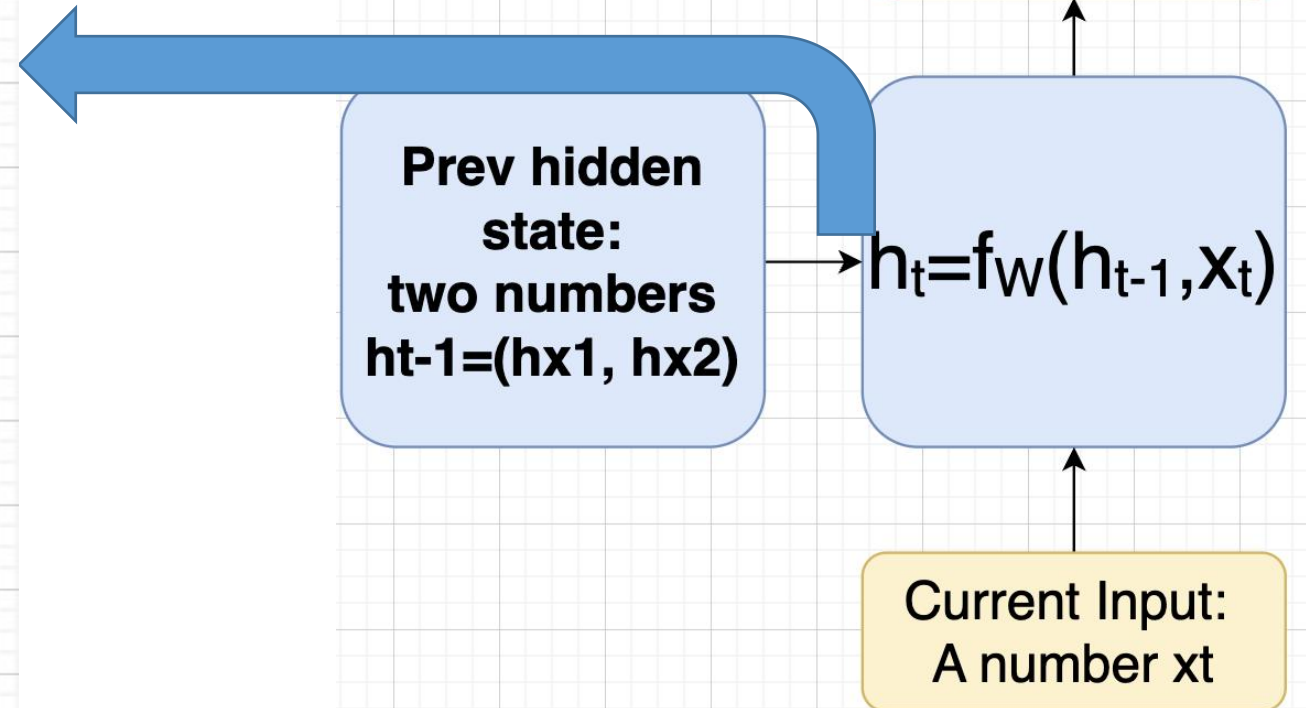 Prev hidden
state:
two numbers
ht-1=(hx1, hx2)
hₜ=fW(hₜ₋₁,xₜ)
Current Input:
A number xt